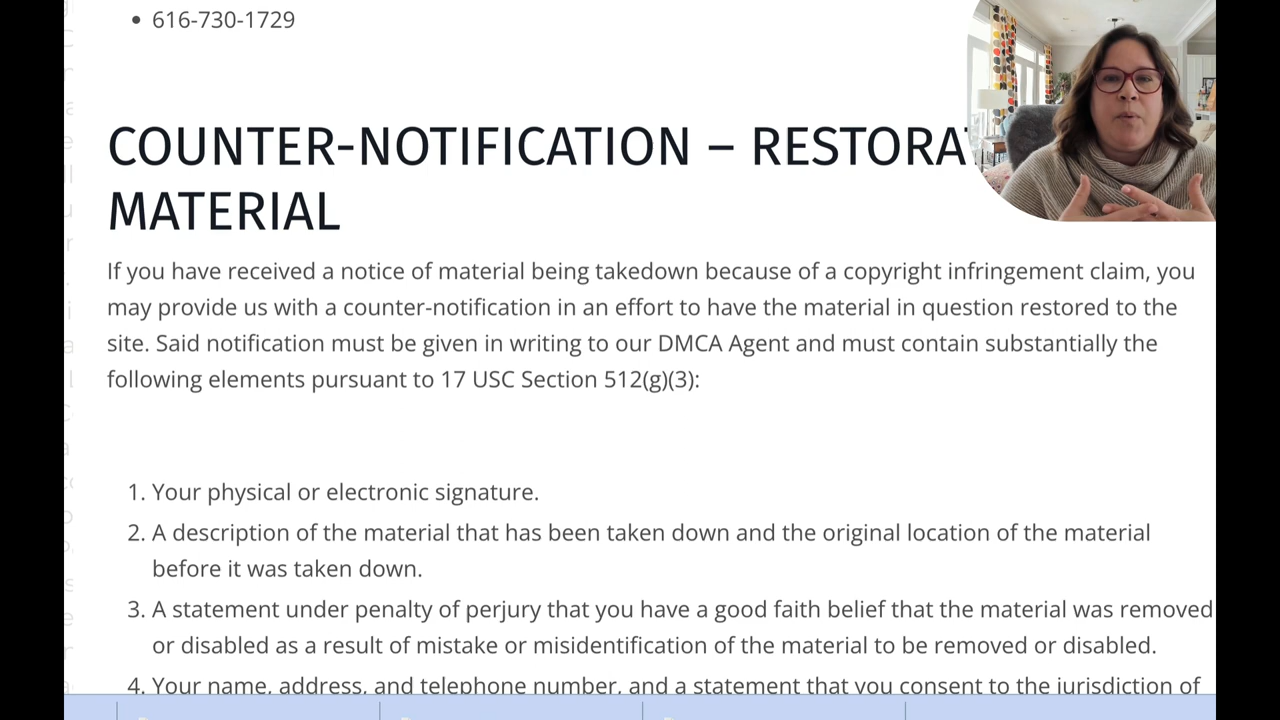 • 616-730-1729
COUNTER-NOTIFICATION – RESTORAT
MATERIAL
If you have received a notice of material being takedown because of a copyright infringement claim, you
may provide us with a counter-notification in an effort to have the material in question restored to the
site. Said notification must be given in writing to our DMCA Agent and must contain substantially the
following elements pursuant to 17 USC Section 512(g)(3):
1. Your physical or electronic signature.
2. A description of the material that has been taken down and the original location of the material
before it was taken down.
3. A statement under penalty of perjury that you have a good faith belief that the material was removed
or disabled as a result of mistake or misidentification of the material to be removed or disabled.
4. Your name, address, and telephone number, and a statement that you consent to the jurisdiction of